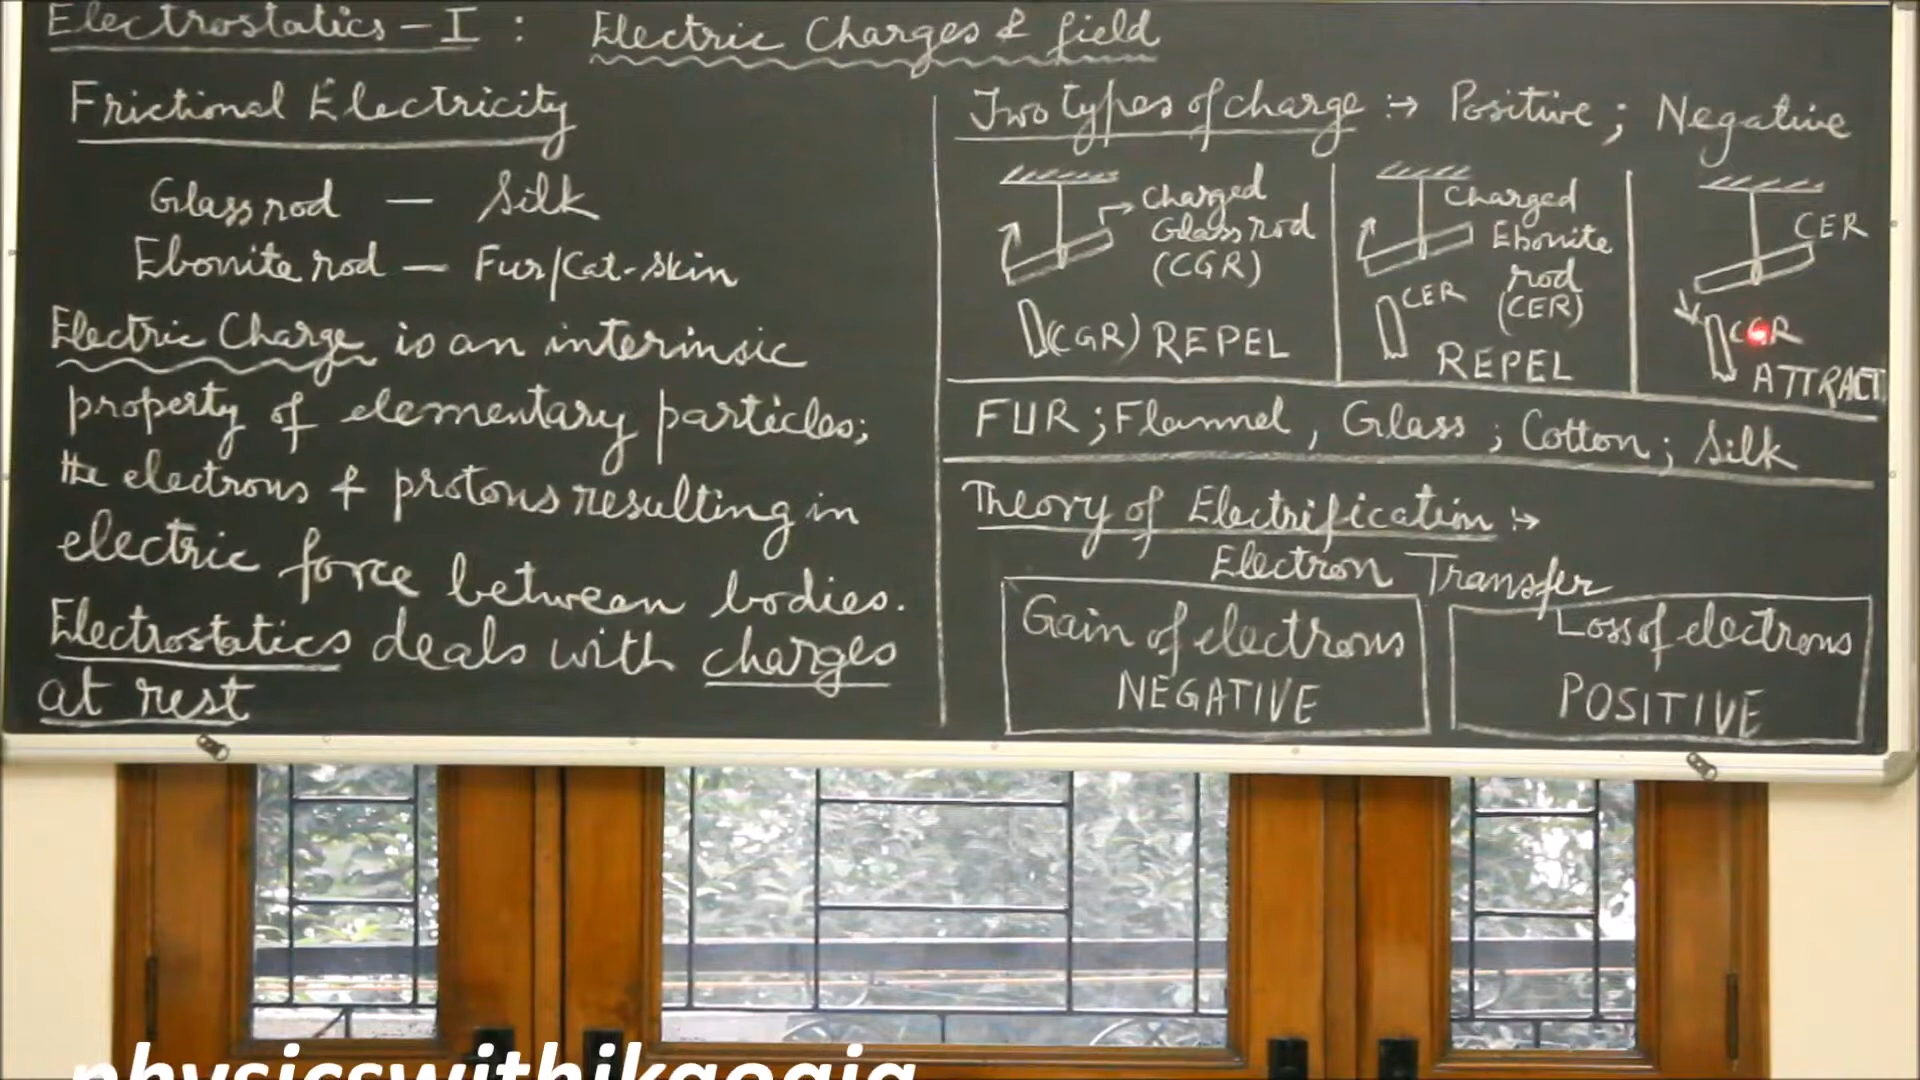 Electrostatics - I : Electric Charges & field
Frictional Electricity
Glass rod — Silk
Ebonite rod — Fur/Cat-skin
Electric Charge is an interinsic
property of elementary particles;
the electrons & protons resulting in
electric force between bodies.
Electrostatics deals with charges
at rest
Two types of charge :→ Positive ; Negative
Charged
Glass rod
(CGR)
(CGR) REPEL
Charged
Ebonite
rod
(CER)
CER
REPEL
CER
CGR
ATTRACT
FUR ; Flannel , Glass ; Cotton ; Silk
Theory of Electrification :→
Electron Transfer
Gain of electrons
NEGATIVE
Loss of electrons
POSITIVE
physicswithikgogia